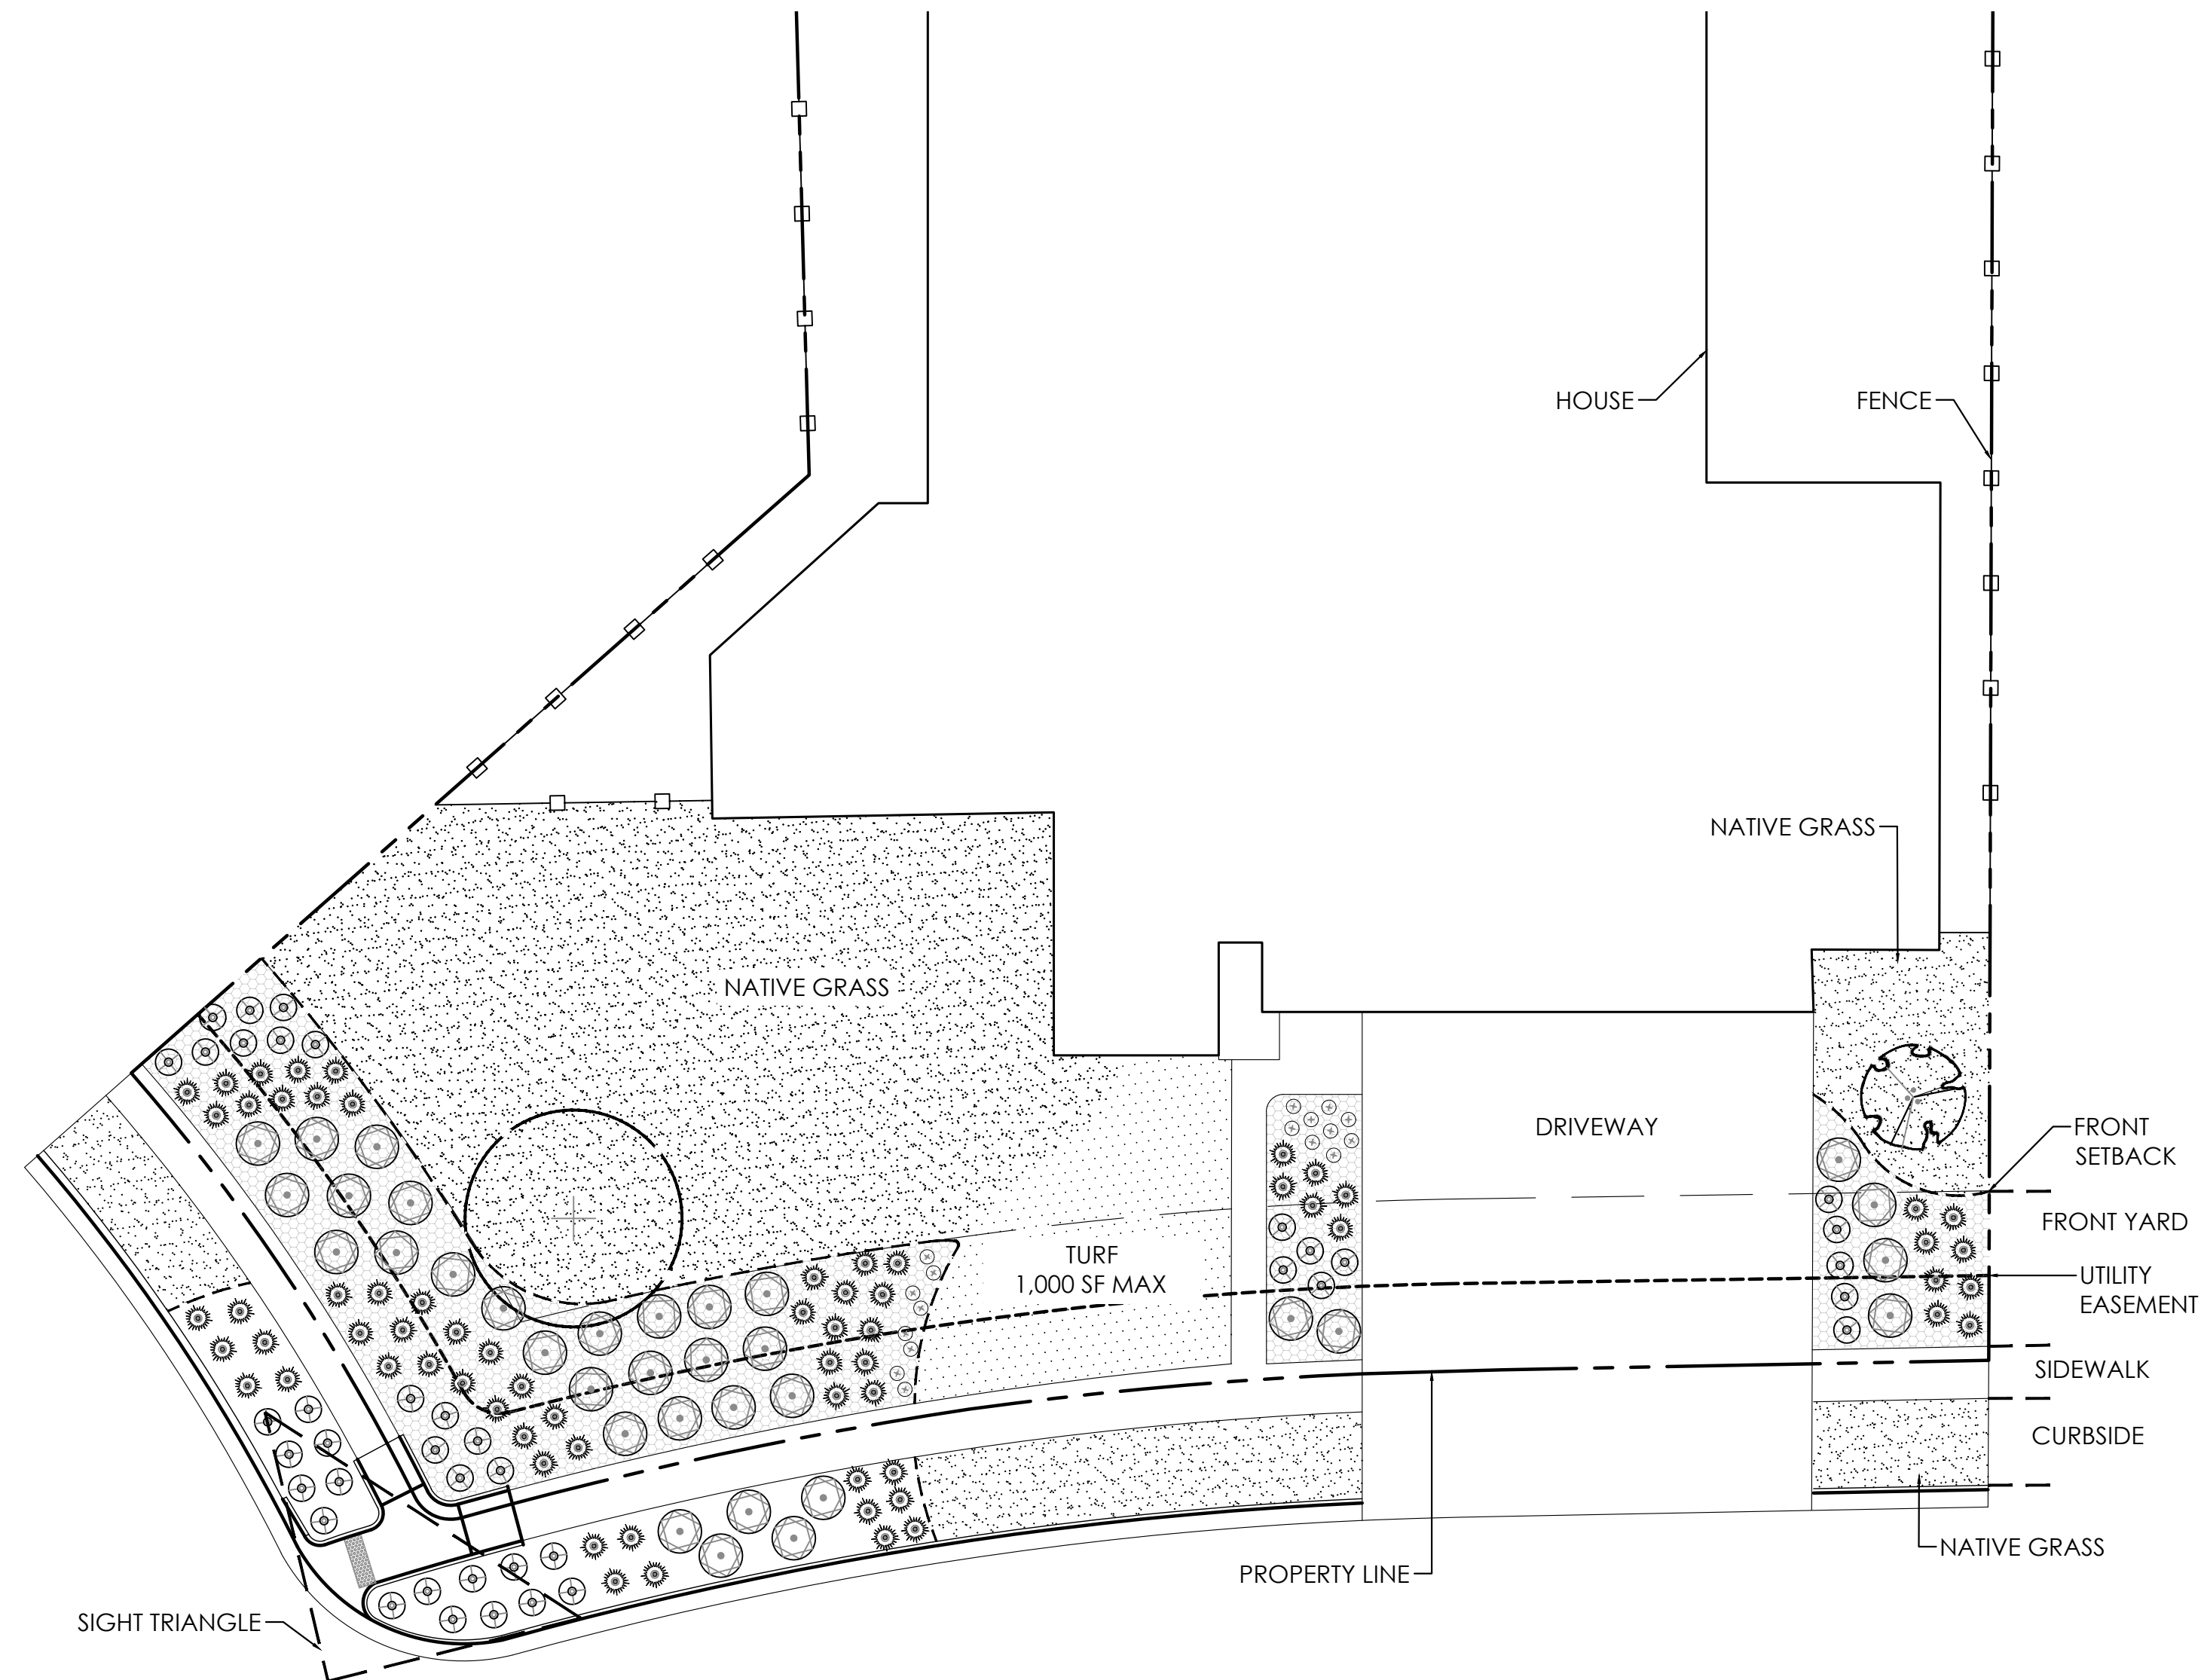 HOUSE
FENCE
NATIVE GRASS
NATIVE GRASS
DRIVEWAY
FRONT
SETBACK
FRONT YARD
TURF
1,000 SF MAX
UTILITY
EASEMENT
SIDEWALK
CURBSIDE
NATIVE GRASS
PROPERTY LINE
SIGHT TRIANGLE